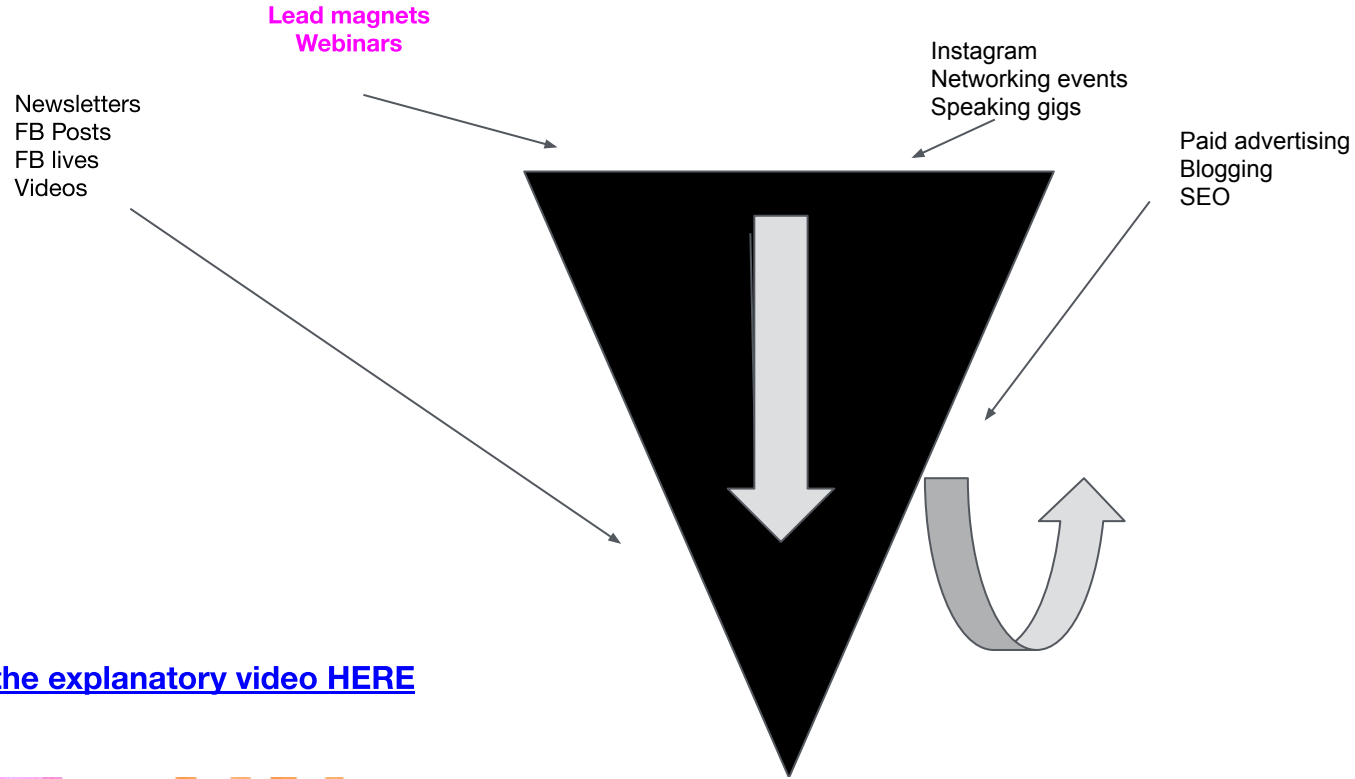 Lead magnets
Webinars
Instagram
Networking events
Speaking gigs
Newsletters
FB Posts
FB lives
Videos
Paid advertising
Blogging
SEO
the explanatory video HERE